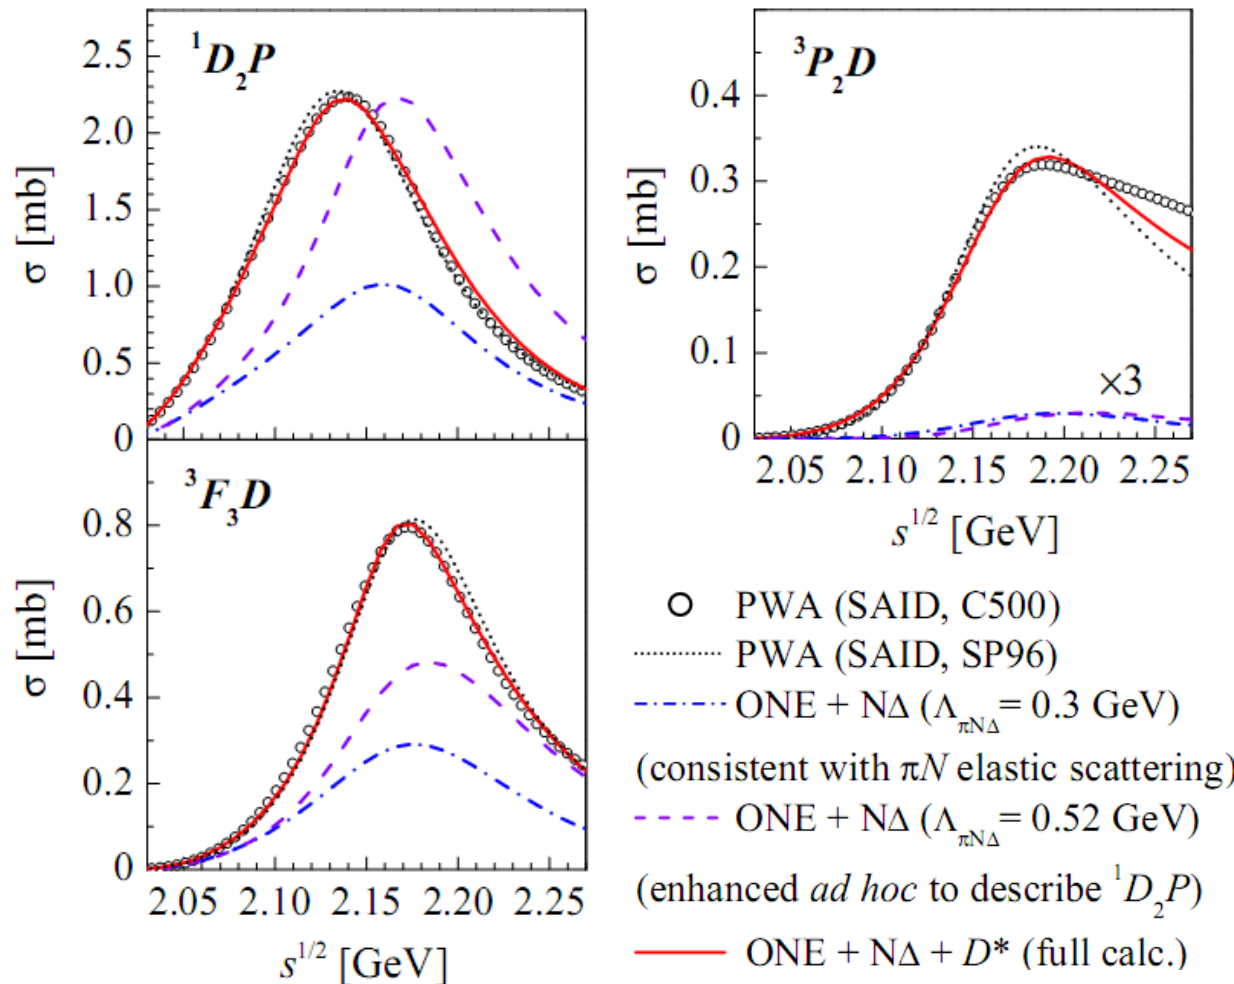 ¹D₂P
σ [mb]
2.5
2.0
1.5
1.0
0.5
0
³F₃D
σ [mb]
0.8
0.6
0.4
0.2
0
2.05 2.10 2.15 2.20 2.25
s¹ᐟ² [GeV]
³P₂D
σ [mb]
0.4
0.3
0.2
0.1
0
×3
2.05 2.10 2.15 2.20 2.25
s¹ᐟ² [GeV]
PWA (SAID, C500)
PWA (SAID, SP96)
ONE + NΔ (Λ_πNΔ = 0.3 GeV)
(consistent with πN elastic scattering)
ONE + NΔ (Λ_πNΔ = 0.52 GeV)
(enhanced ad hoc to describe ¹D₂P)
ONE + NΔ + D* (full calc.)